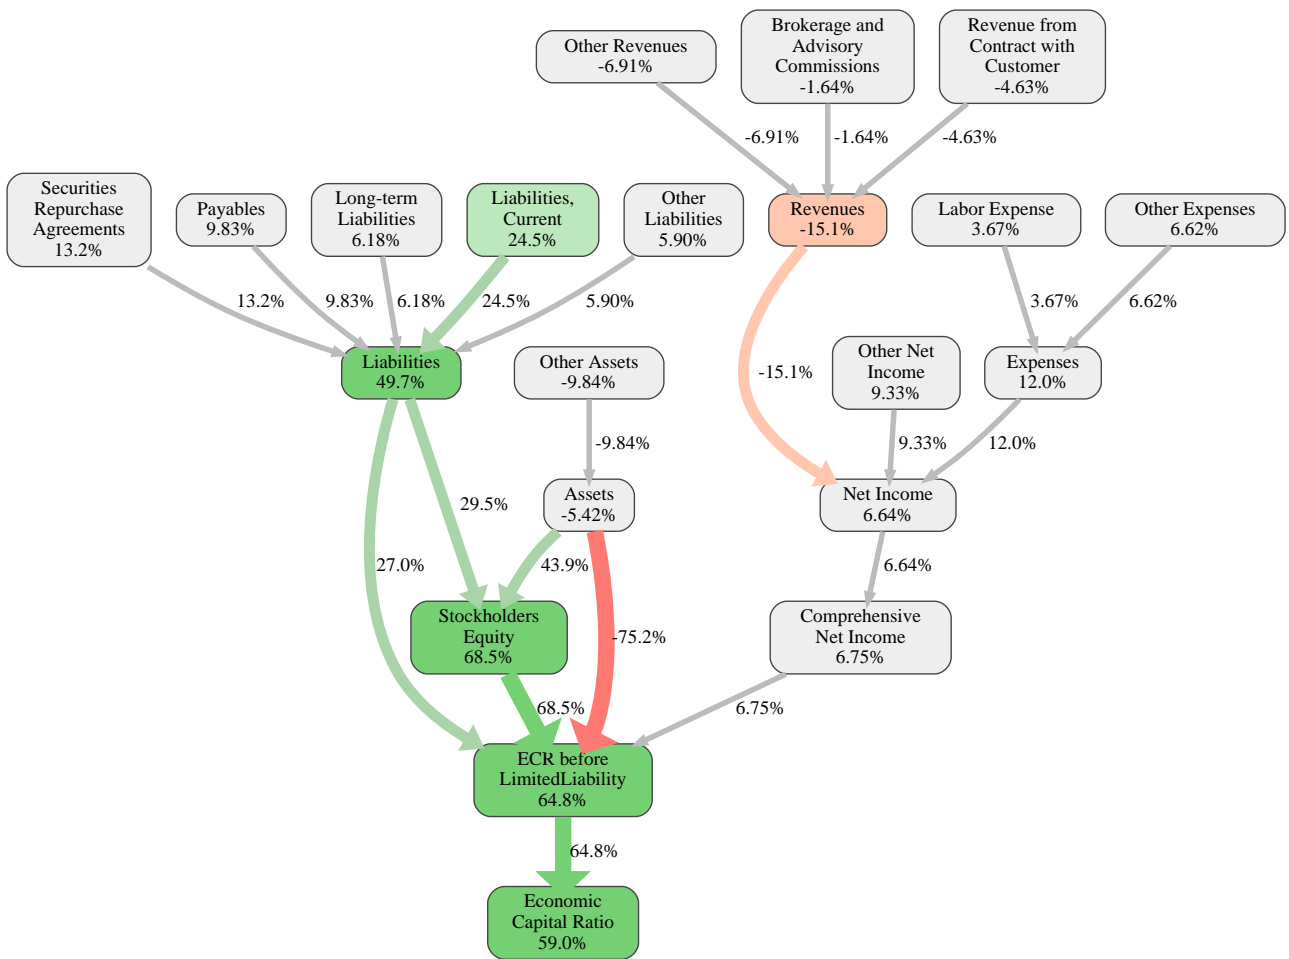 Other Revenues
-6.91%
Brokerage and
Advisory
Commissions
-1.64%
Revenue from
Contract with
Customer
-4.63%
-6.91%
-1.64%
-4.63%
Securities
Repurchase
Agreements
13.2%
Payables
9.83%
Long-term
Liabilities
6.18%
Liabilities,
Current
24.5%
Other
Liabilities
5.90%
Revenues
-15.1%
Labor Expense
3.67%
Other Expenses
6.62%
13.2%
9.83%
6.18%
24.5%
5.90%
3.67%
6.62%
Liabilities
49.7%
Other Assets
-9.84%
-15.1%
Other Net
Income
9.33%
Expenses
12.0%
-9.84%
9.33%
12.0%
29.5%
Assets
-5.42%
Net Income
6.64%
27.0%
43.9%
6.64%
Stockholders
Equity
68.5%
-75.2%
Comprehensive
Net Income
6.75%
68.5%
6.75%
ECR before
LimitedLiability
64.8%
64.8%
Economic
Capital Ratio
59.0%